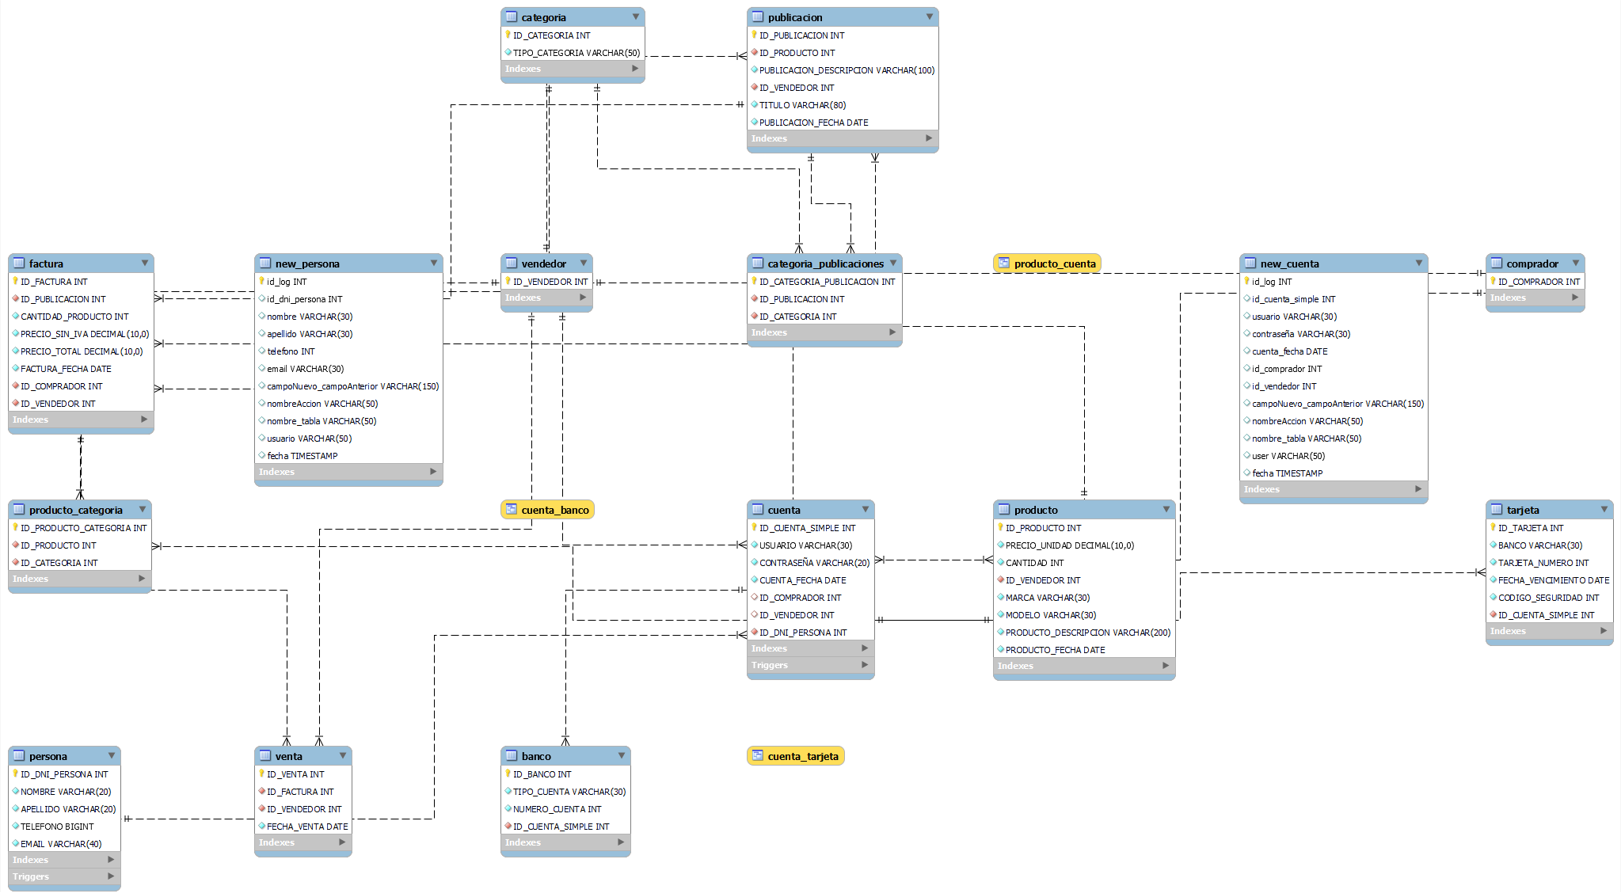 categoria
ID_CATEGORIA INT
TIPO_CATEGORIA VARCHAR(50)
Indexes
publicacion
ID_PUBLICACION INT
ID_PRODUCTO INT
PUBLICACION_DESCRIPCION VARCHAR(100)
ID_VENDEDOR INT
TITULO VARCHAR(80)
PUBLICACION_FECHA DATE
Indexes
factura
ID_FACTURA INT
ID_PUBLICACION INT
CANTIDAD_PRODUCTO INT
PRECIO_SIN_IVA DECIMAL(10,0)
PRECIO_TOTAL DECIMAL(10,0)
FACTURA_FECHA DATE
ID_COMPRADOR INT
ID_VENDEDOR INT
Indexes
new_persona
id_log INT
id_dni_persona INT
nombre VARCHAR(30)
apellido VARCHAR(30)
telefono INT
email VARCHAR(30)
campoNuevo_campoAnterior VARCHAR(150)
nombreAccion VARCHAR(50)
nombre_tabla VARCHAR(50)
usuario VARCHAR(50)
fecha TIMESTAMP
Indexes
vendedor
ID_VENDEDOR INT
Indexes
categoria_publicaciones
ID_CATEGORIA_PUBLICACION INT
ID_PUBLICACION INT
ID_CATEGORIA INT
Indexes
producto_cuenta
new_cuenta
id_log INT
id_cuenta_simple INT
usuario VARCHAR(30)
contraseña VARCHAR(30)
cuenta_fecha DATE
id_comprador INT
id_vendedor INT
campoNuevo_campoAnterior VARCHAR(150)
nombreAccion VARCHAR(50)
nombre_tabla VARCHAR(50)
user VARCHAR(50)
fecha TIMESTAMP
Indexes
comprador
ID_COMPRADOR INT
Indexes
producto_categoria
ID_PRODUCTO_CATEGORIA INT
ID_PRODUCTO INT
ID_CATEGORIA INT
Indexes
cuenta_banco
cuenta
ID_CUENTA_SIMPLE INT
USUARIO VARCHAR(30)
CONTRASEÑA VARCHAR(20)
CUENTA_FECHA DATE
ID_COMPRADOR INT
ID_VENDEDOR INT
ID_DNI_PERSONA INT
Indexes
Triggers
producto
ID_PRODUCTO INT
PRECIO_UNIDAD DECIMAL(10,0)
CANTIDAD INT
ID_VENDEDOR INT
MARCA VARCHAR(30)
MODELO VARCHAR(30)
PRODUCTO_DESCRIPCION VARCHAR(200)
PRODUCTO_FECHA DATE
Indexes
tarjeta
ID_TARJETA INT
BANCO VARCHAR(30)
TARJETA_NUMERO INT
FECHA_VENCIMIENTO DATE
CODIGO_SEGURIDAD INT
ID_CUENTA_SIMPLE INT
Indexes
persona
ID_DNI_PERSONA INT
NOMBRE VARCHAR(20)
APELLIDO VARCHAR(20)
TELEFONO BIGINT
EMAIL VARCHAR(40)
Indexes
Triggers
venta
ID_VENTA INT
ID_FACTURA INT
ID_VENDEDOR INT
FECHA_VENTA DATE
Indexes
banco
ID_BANCO INT
TIPO_CUENTA VARCHAR(30)
NUMERO_CUENTA INT
ID_CUENTA_SIMPLE INT
Indexes
cuenta_tarjeta